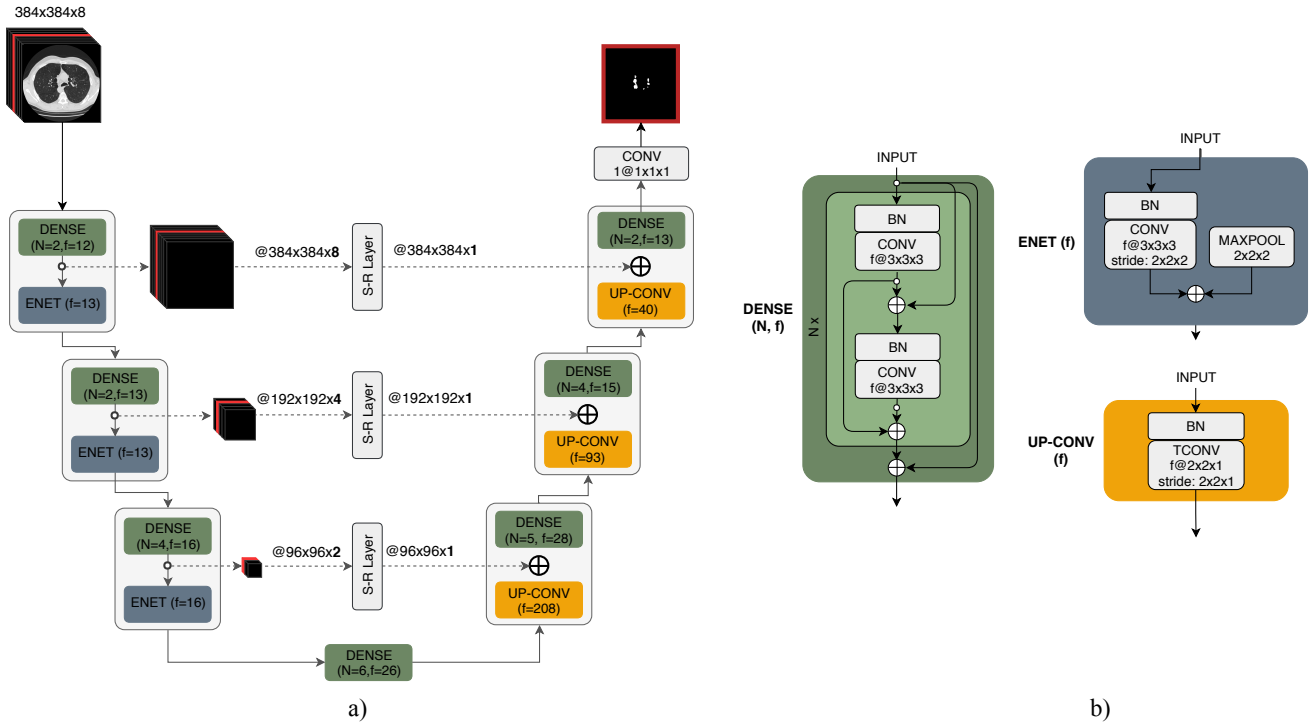 384x384x8
DENSE
(N=2,f=12)
ENET (f=13)
@384x384x8
S-R Layer
@384x384x1
CONV
1@1x1x1
DENSE
(N=2,f=13)
UP-CONV
(f=40)
DENSE
(N=2,f=13)
ENET (f=13)
@192x192x4
S-R Layer
@192x192x1
DENSE
(N=4,f=15)
UP-CONV
(f=93)
DENSE
(N=4,f=16)
ENET (f=16)
@96x96x2
S-R Layer
@96x96x1
DENSE
(N=5, f=28)
UP-CONV
(f=208)
DENSE
(N=6,f=26)
a)
DENSE
(N, f)
INPUT
N x
BN
CONV
f@3x3x3
BN
CONV
f@3x3x3
ENET (f)
INPUT
BN
CONV
f@3x3x3
stride: 2x2x2
MAXPOOL
2x2x2
UP-CONV
(f)
INPUT
BN
TCONV
f@2x2x1
stride: 2x2x1
b)